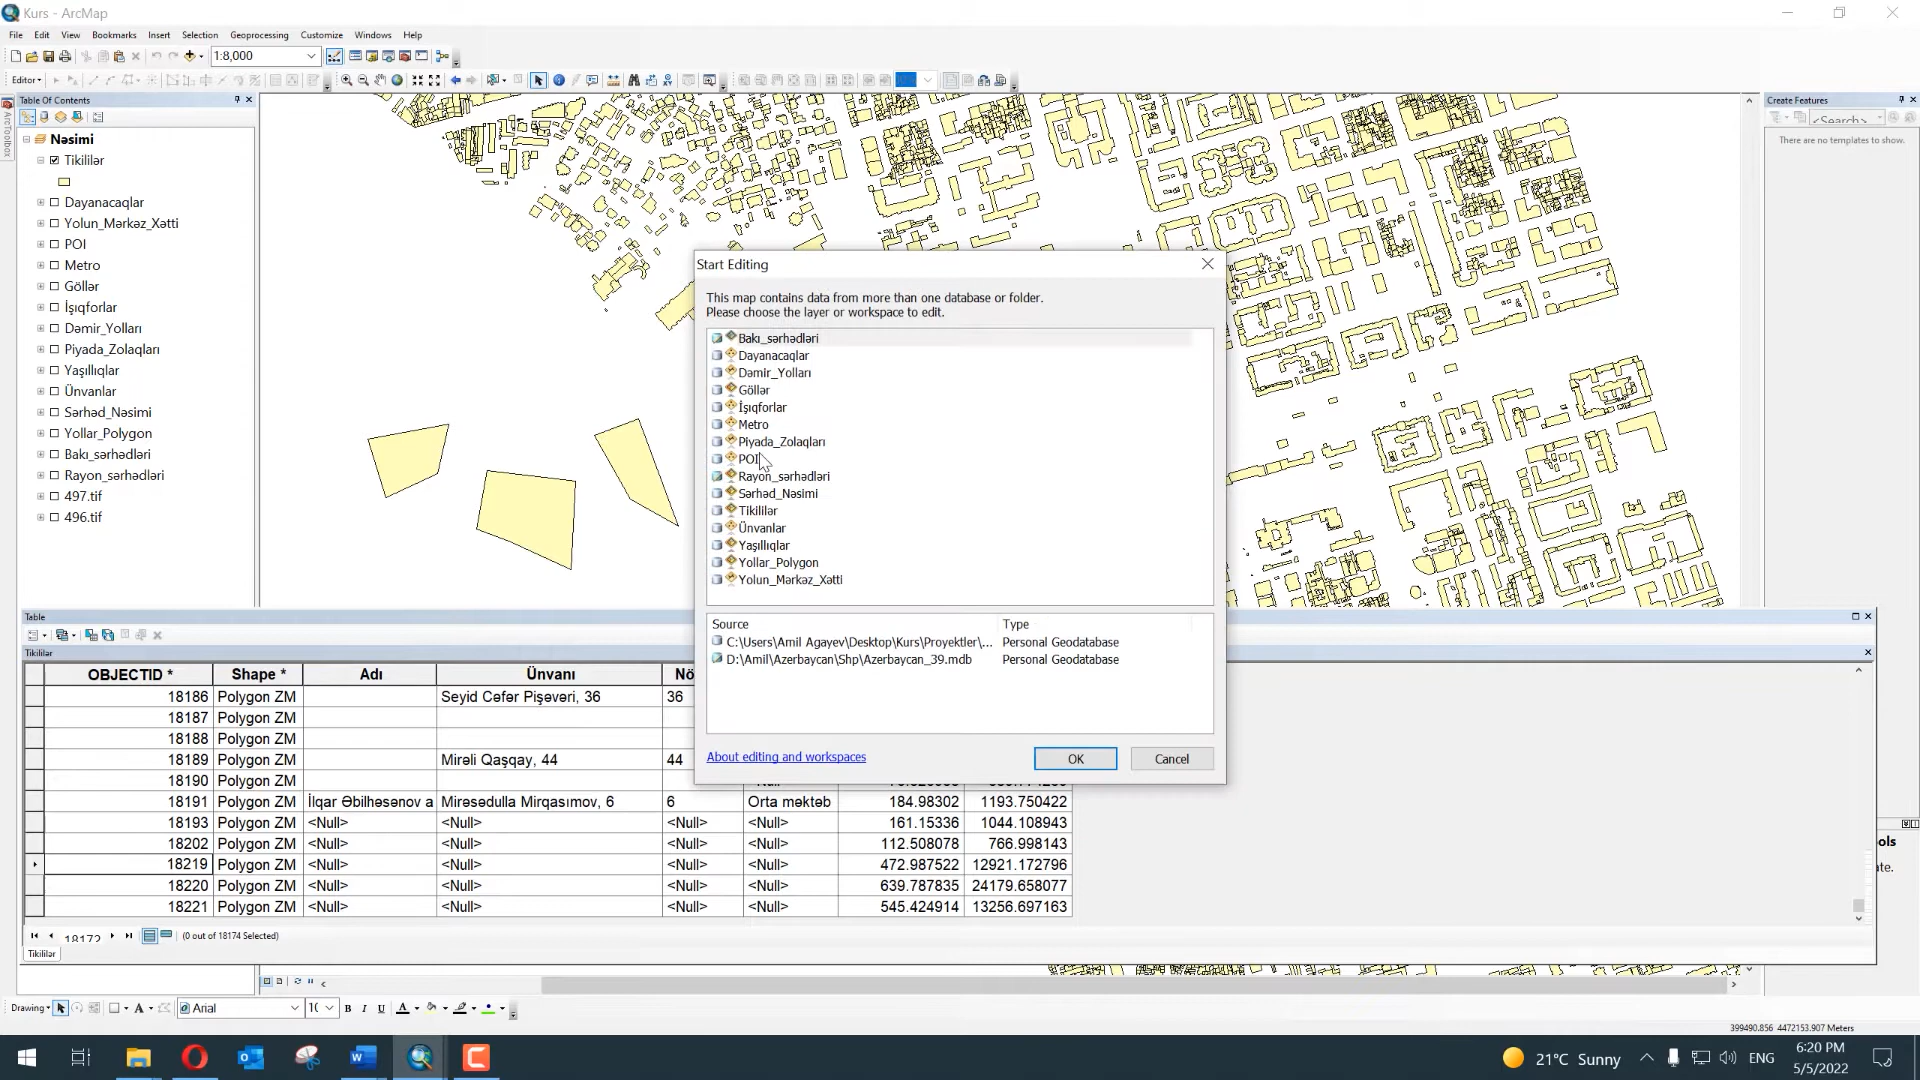 Kurs - ArcMap
File Edit View Bookmarks Insert Selection Geoprocessing Customize Windows Help
1:8,000
Editor
Table Of Contents
Create Features
<Search>
There are no templates to show.
ArcToolbox
Nəsimi
Tikililər
Dayanacaqlar
Yolun_Mərkəz_Xətti
POI
Metro
Göllər
İşıqforlar
Dəmir_Yolları
Piyada_Zolaqları
Yaşıllıqlar
Ünvanlar
Sərhəd_Nəsimi
Yollar_Polygon
Bakı_sərhədləri
Rayon_sərhədləri
497.tif
496.tif
Start Editing
This map contains data from more than one database or folder.
Please choose the layer or workspace to edit.
Bakı_sərhədləri
Dayanacaqlar
Dəmir_Yolları
Göllər
İşıqforlar
Metro
Piyada_Zolaqları
POI
Rayon_sərhədləri
Sərhəd_Nəsimi
Tikililər
Ünvanlar
Yaşıllıqlar
Yollar_Polygon
Yolun_Mərkəz_Xətti
Source Type
C:\Users\Amil Agayev\Desktop\Kurs\Proyektler\... Personal Geodatabase
D:\Amil\Azerbaycan\Shp\Azerbaycan_39.mdb Personal Geodatabase
About editing and workspaces
OK
Cancel
Table
Tikililər
OBJECTID * Shape * Adı Ünvanı Nö
18186 Polygon ZM Seyid Cəfər Pişəvəri, 36 36
18187 Polygon ZM
18188 Polygon ZM
18189 Polygon ZM Mirəli Qaşqay, 44 44
18190 Polygon ZM
18191 Polygon ZM İlqar Əbilhəsənov a Mirəsədulla Mirqasımov, 6 6 Orta məktəb 184.98302 1193.750422
18193 Polygon ZM <Null> <Null> <Null> <Null> 161.15336 1044.108943
18202 Polygon ZM <Null> <Null> <Null> <Null> 112.508078 766.998143
18219 Polygon ZM <Null> <Null> <Null> <Null> 472.987522 12921.172796
18220 Polygon ZM <Null> <Null> <Null> <Null> 639.787835 24179.658077
18221 Polygon ZM <Null> <Null> <Null> <Null> 545.424914 13256.697163
18172 (0 out of 18174 Selected)
Tikililər
ols
ate.
Drawing
Arial
10
B I U A
399490.856 4472153.907 Meters
21°C Sunny
ENG
6:20 PM
5/5/2022